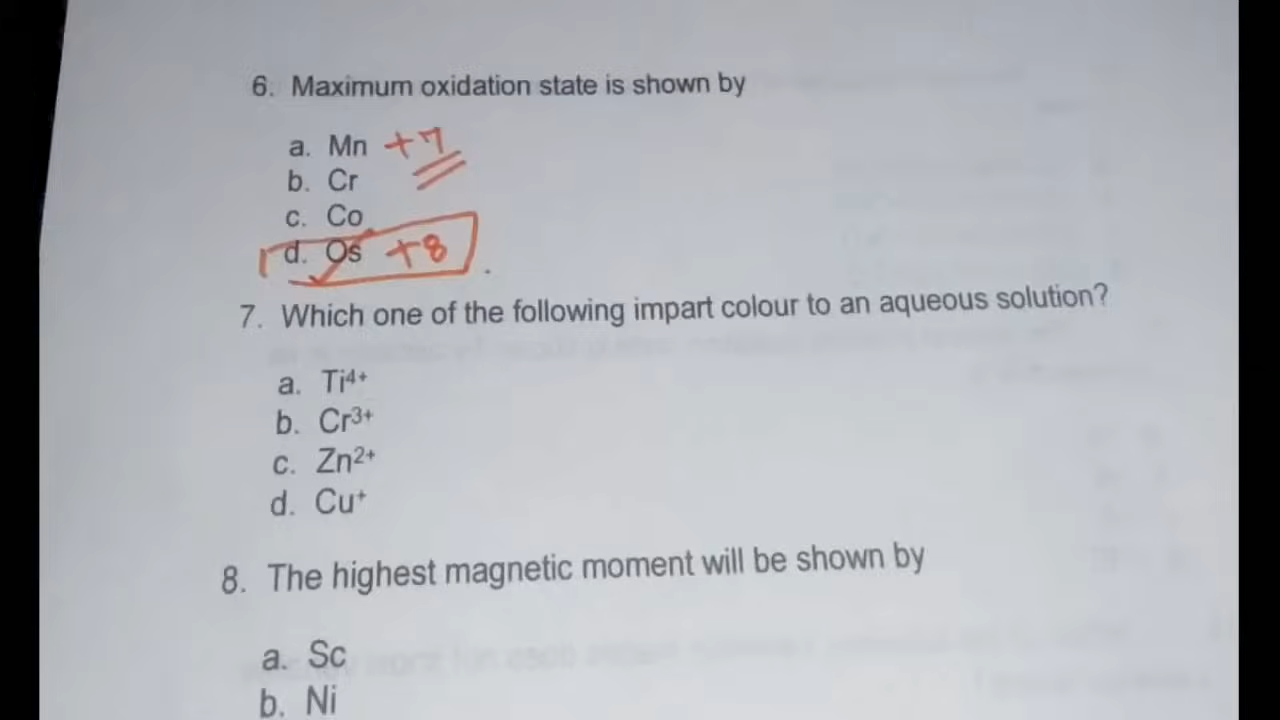 6. Maximum oxidation state is shown by
a. Mn +7
b. Cr
c. Co
d. Os +8
7. Which one of the following impart colour to an aqueous solution?
a. Ti⁴⁺
b. Cr³⁺
c. Zn²⁺
d. Cu⁺
8. The highest magnetic moment will be shown by
a. Sc
b. Ni